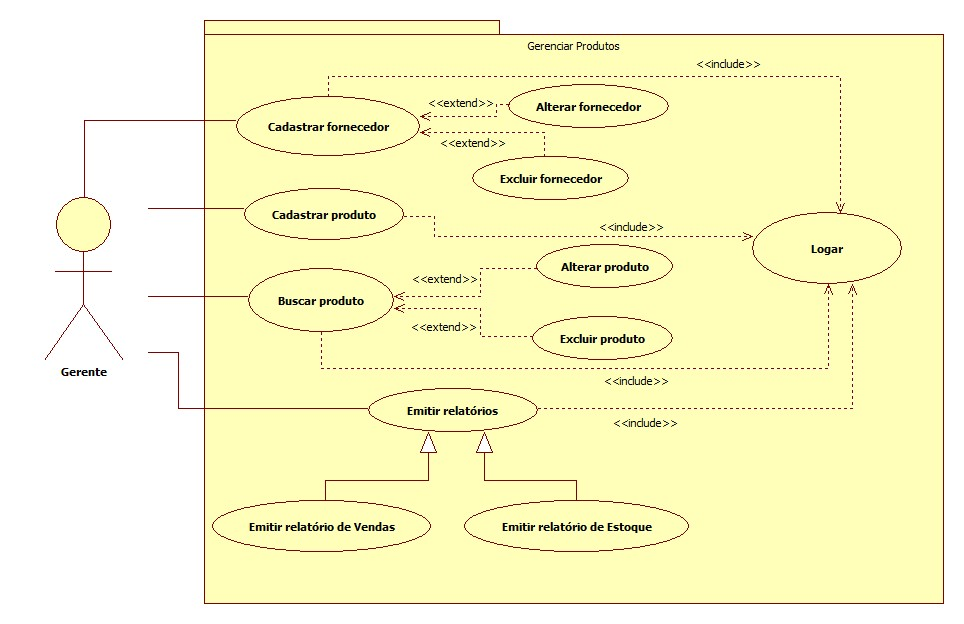 Gerenciar Produtos
<<include>>
<<extend>>
Alterar fornecedor
Cadastrar fornecedor
<<extend>>
Excluir fornecedor
Cadastrar produto
<<include>>
Logar
Alterar produto
<<extend>>
Buscar produto
<<extend>>
Excluir produto
Gerente
<<include>>
Emitir relatórios
<<include>>
Emitir relatório de Vendas
Emitir relatório de Estoque